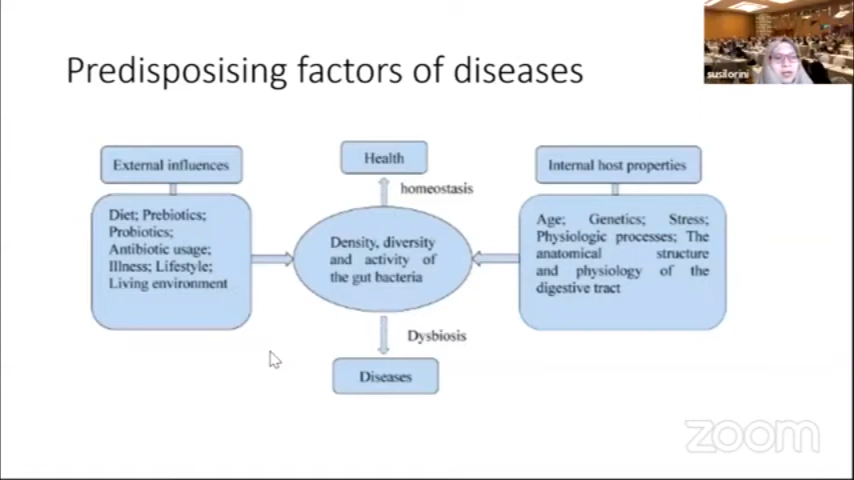 Predisposising factors of diseases
susilorini
External influences
Diet; Prebiotics;
Probiotics;
Antibiotic usage;
Illness; Lifestyle;
Living environment
Health
homeostasis
Density, diversity
and activity of
the gut bacteria
Dysbiosis
Diseases
Internal host properties
Age; Genetics; Stress;
Physiologic processes; The
anatomical structure
and physiology of the
digestive tract
zoom